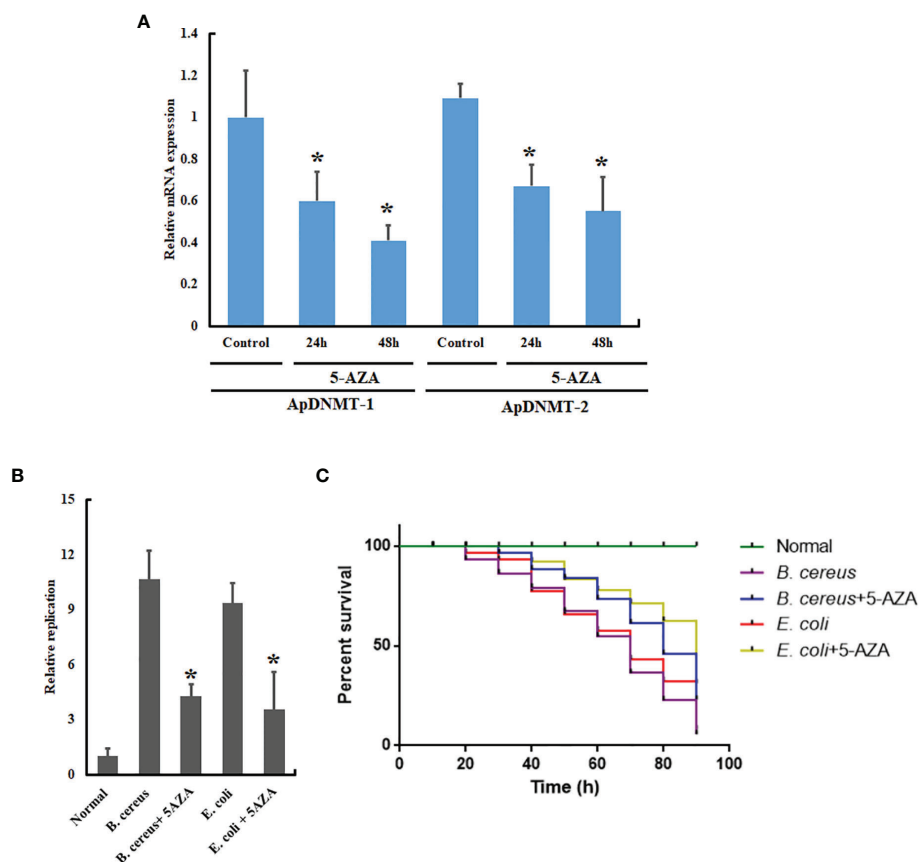 A
1.4
1.2
1
0.8
0.6
0.4
0.2
0
Relative mRNA expression
*
*
*
*
Control 24h 48h Control 24h 48h
5-AZA 5-AZA
ApDNMT-1 ApDNMT-2
B
15
12
9
6
3
0
Relative replication
*
*
Normal
B. cereus
B. cereus+ 5AZA
E. coli
E. coli + 5AZA
C
100
50
0
Percent survival
0 20 40 60 80 100
Time (h)
Normal
B. cereus
B. cereus+5-AZA
E. coli
E. coli+5-AZA